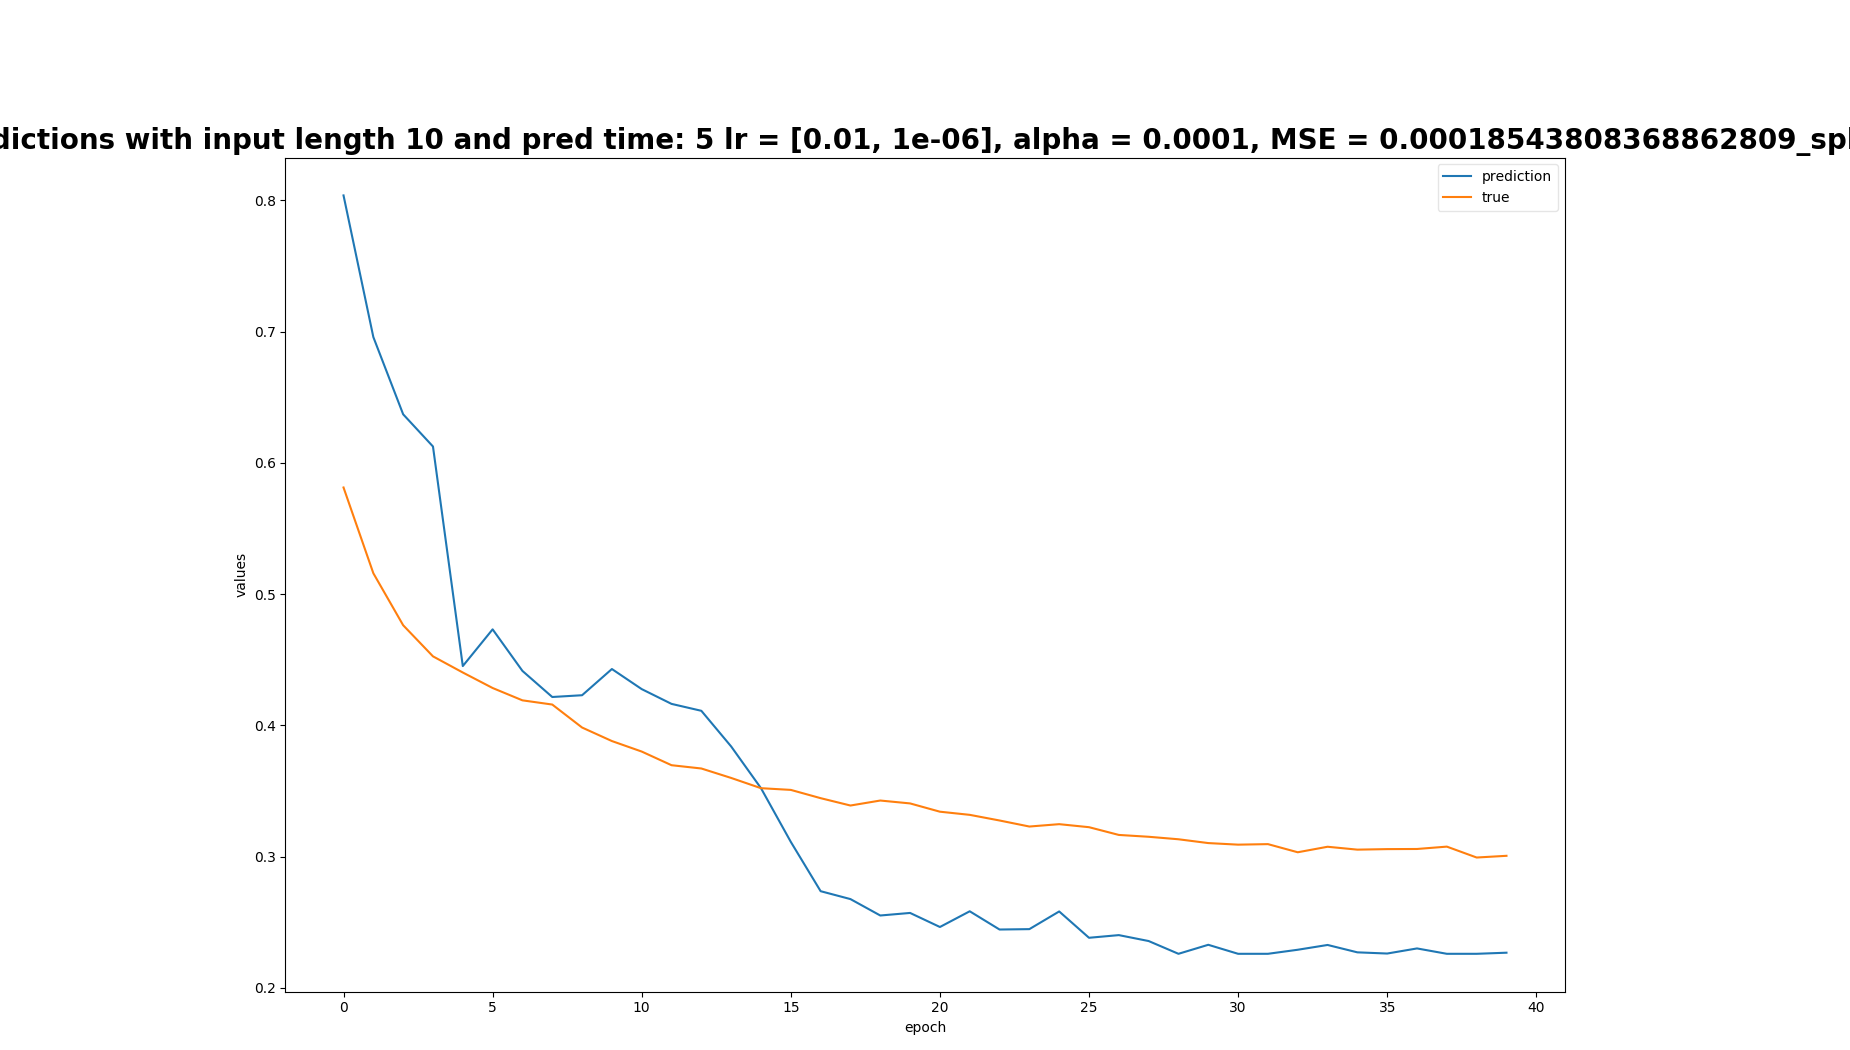 dictions with input length 10 and pred time: 5 lr = [0.01, 1e-06], alpha = 0.0001, MSE = 0.00018543808368862809_spl
prediction
true
0.8
0.7
0.6
0.5
0.4
0.3
0.2
values
0 5 10 15 20 25 30 35 40
epoch